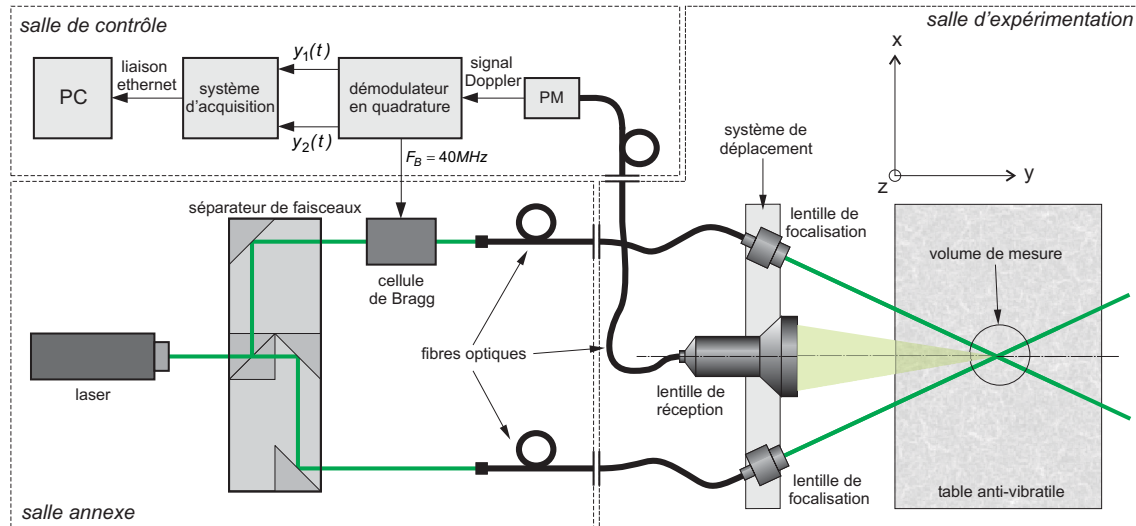 salle de contrôle
salle d'expérimentation
PC
liaison
ethernet
système
d'acquisition
y1(t)
y2(t)
démodulateur
en quadrature
signal
Doppler
PM
F_B = 40MHz
système de
déplacement
x
y
z
séparateur de faisceaux
cellule
de Bragg
lentille de
focalisation
volume de mesure
laser
fibres optiques
lentille de
réception
lentille de
focalisation
table anti-vibratile
salle annexe